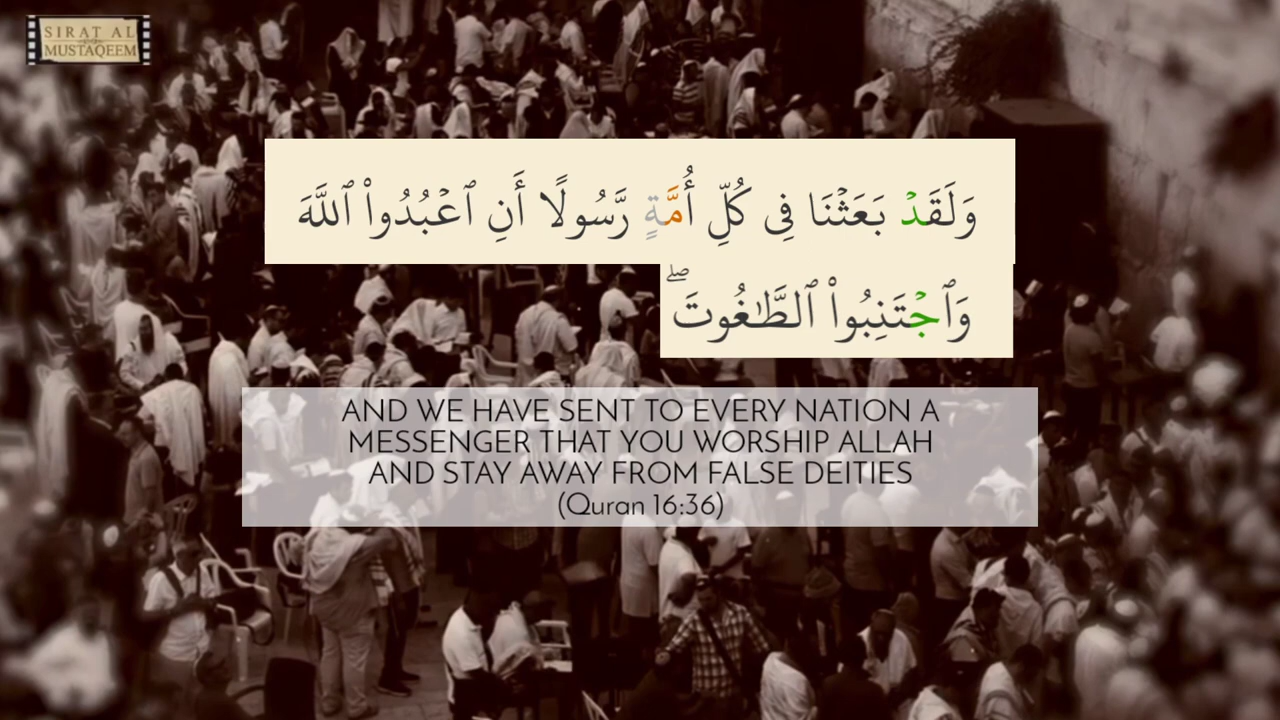 SIRAT AL
MUSTAQEEM
وَلَقَدْ بَعَثْنَا فِى كُلِّ أُمَّةٍ رَّسُولًا أَنِ ٱعْبُدُوا۟ ٱللَّهَ
وَٱجْتَنِبُوا۟ ٱلطَّـٰغُوتَ ۖ
AND WE HAVE SENT TO EVERY NATION A
MESSENGER THAT YOU WORSHIP ALLAH
AND STAY AWAY FROM FALSE DEITIES
(Quran 16:36)